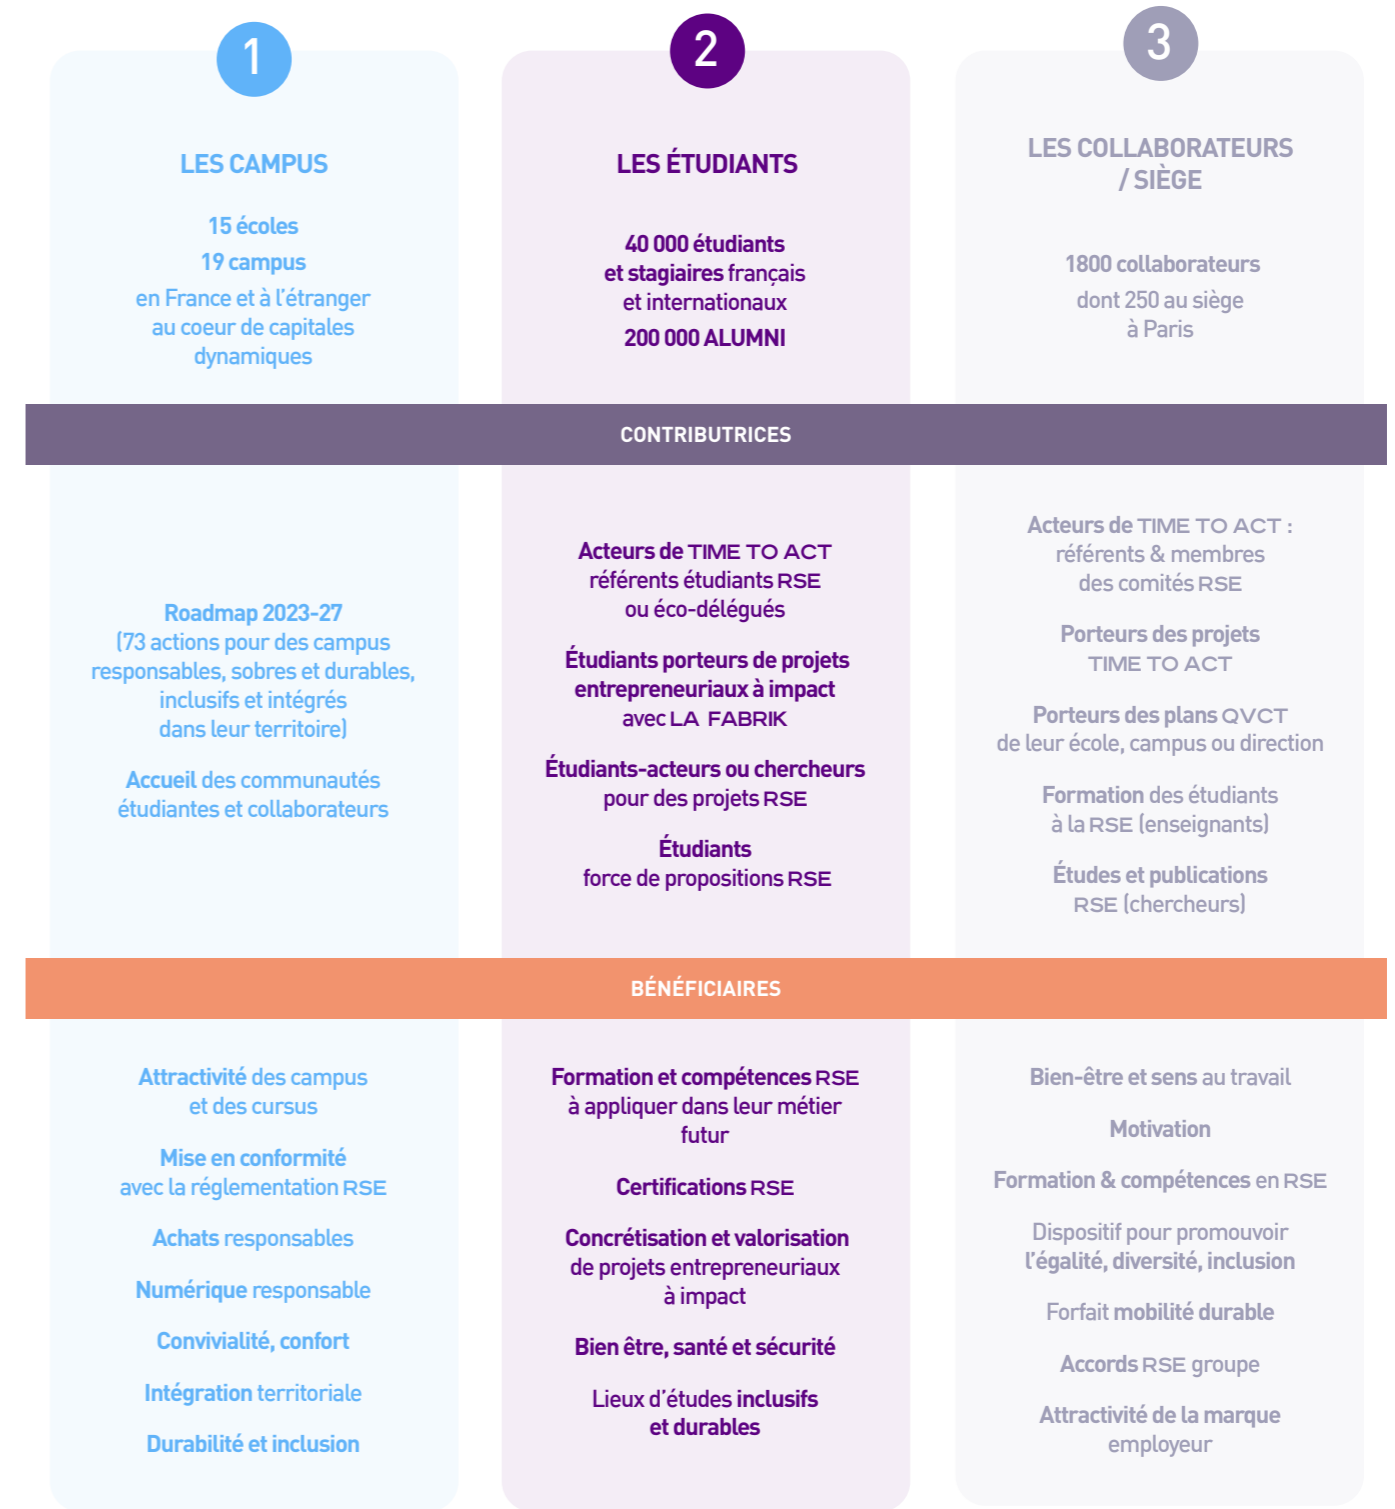 1
LES CAMPUS
15 écoles
19 campus
en France et à l'étranger
au coeur de capitales
dynamiques
2
LES ÉTUDIANTS
40 000 étudiants
et stagiaires français
et internationaux
200 000 ALUMNI
3
LES COLLABORATEURS
/ SIÈGE
1800 collaborateurs
dont 250 au siège
à Paris
CONTRIBUTRICES
Roadmap 2023-27
(73 actions pour des campus
responsables, sobres et durables,
inclusifs et intégrés
dans leur territoire)
Accueil des communautés
étudiantes et collaborateurs
Acteurs de TIME TO ACT
référents étudiants RSE
ou éco-délégués
Étudiants porteurs de projets
entrepreneuriaux à impact
avec LA FABRIK
Étudiants-acteurs ou chercheurs
pour des projets RSE
Étudiants
force de propositions RSE
Acteurs de TIME TO ACT :
référents & membres
des comités RSE
Porteurs des projets
TIME TO ACT
Porteurs des plans QVCT
de leur école, campus ou direction
Formation des étudiants
à la RSE (enseignants)
Études et publications
RSE (chercheurs)
BÉNÉFICIAIRES
Attractivité des campus
et des cursus
Mise en conformité
avec la réglementation RSE
Achats responsables
Numérique responsable
Convivialité, confort
Intégration territoriale
Durabilité et inclusion
Formation et compétences RSE
à appliquer dans leur métier
futur
Certifications RSE
Concrétisation et valorisation
de projets entrepreneuriaux
à impact
Bien être, santé et sécurité
Lieux d'études inclusifs
et durables
Bien-être et sens au travail
Motivation
Formation & compétences en RSE
Dispositif pour promouvoir
l'égalité, diversité, inclusion
Forfait mobilité durable
Accords RSE groupe
Attractivité de la marque
employeur